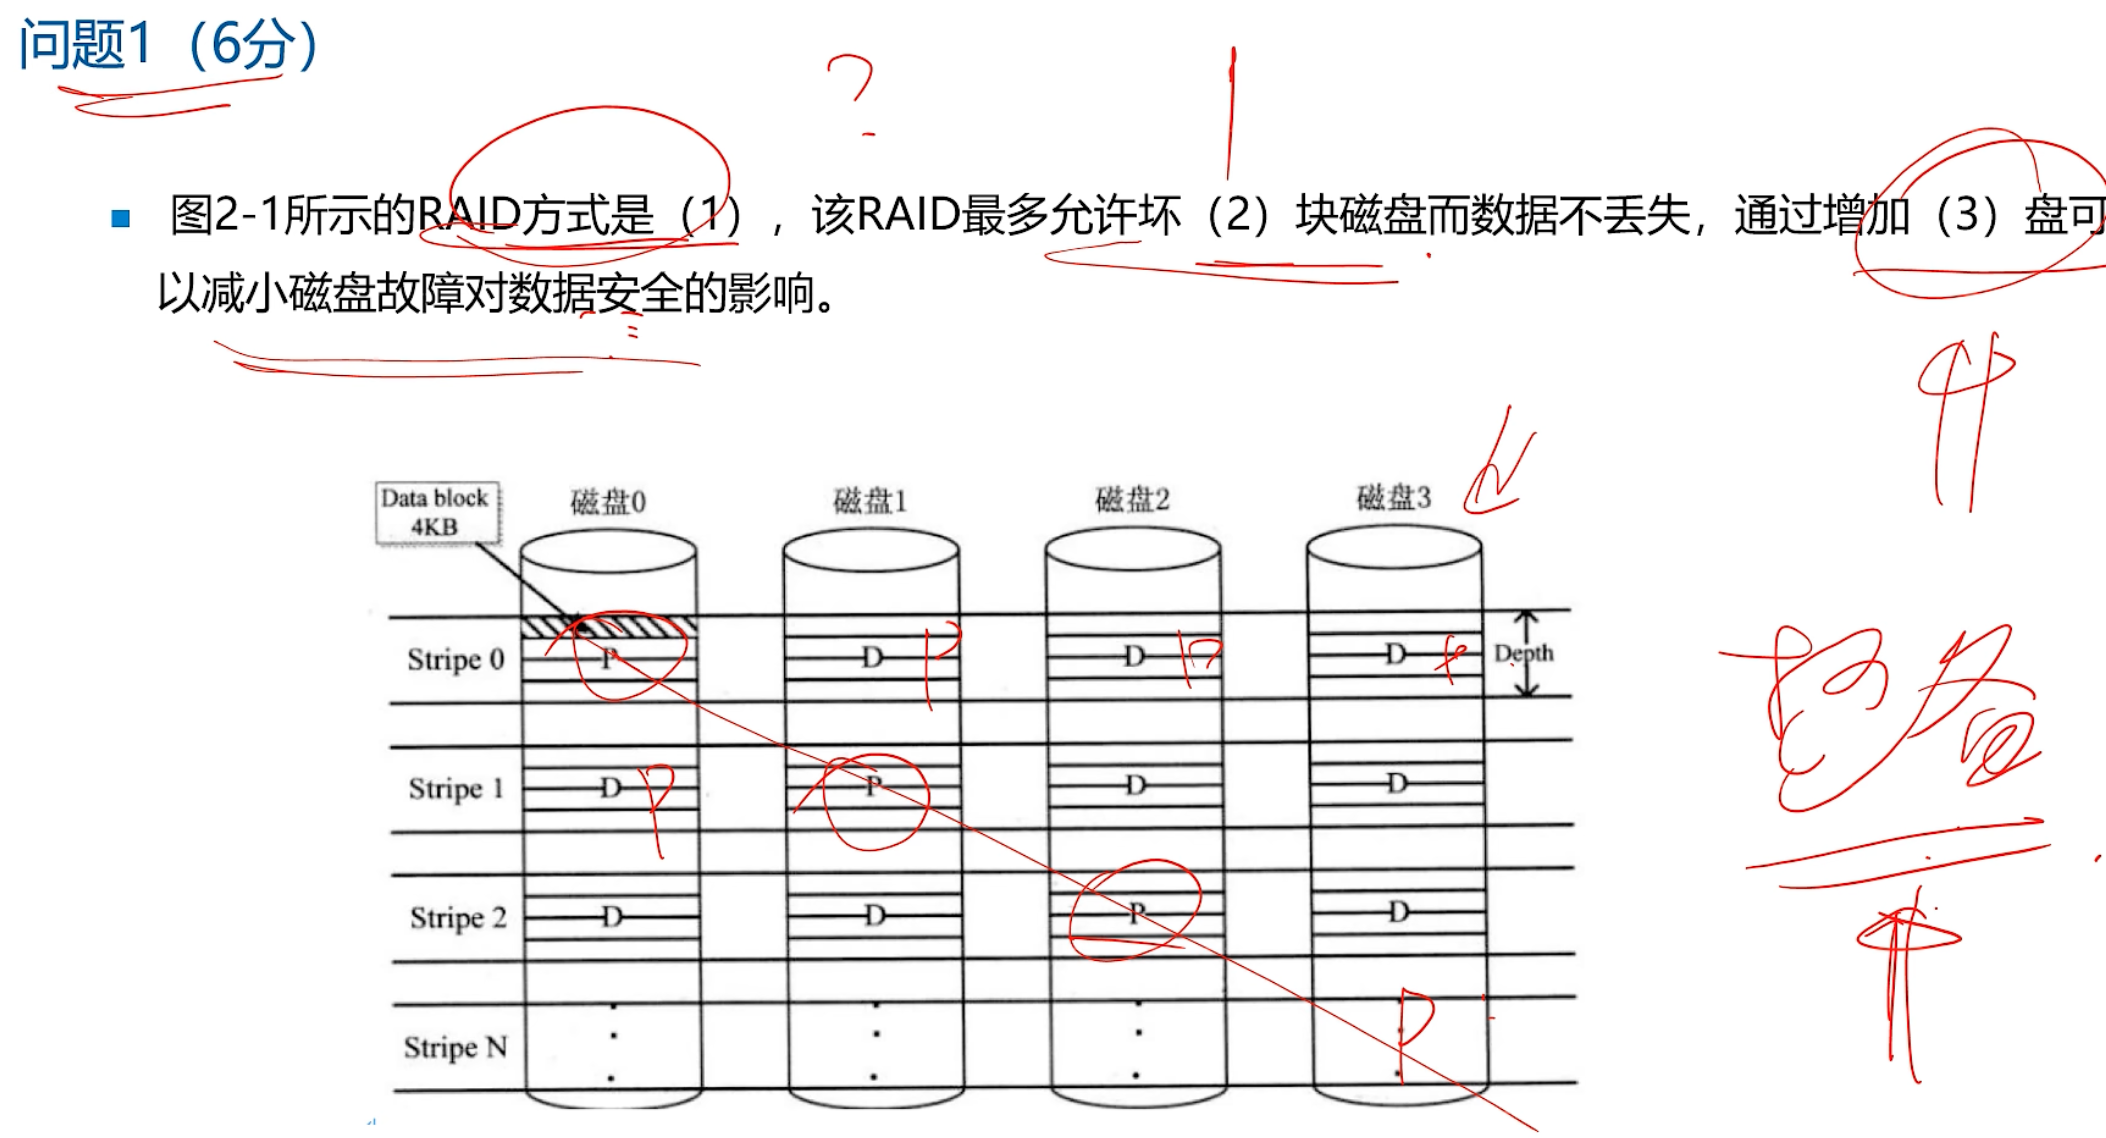 问题1（6分）
?
■ 图2-1所示的RAID方式是（1），该RAID最多允许坏（2）块磁盘而数据不丢失，通过增加（3）盘可
以减小磁盘故障对数据安全的影响。
Data block
4KB
磁盘0 磁盘1 磁盘2 磁盘3
Stripe 0 P D P D P D P Depth
Stripe 1 D P P D D
Stripe 2 D D P D
P
Stripe N
热备